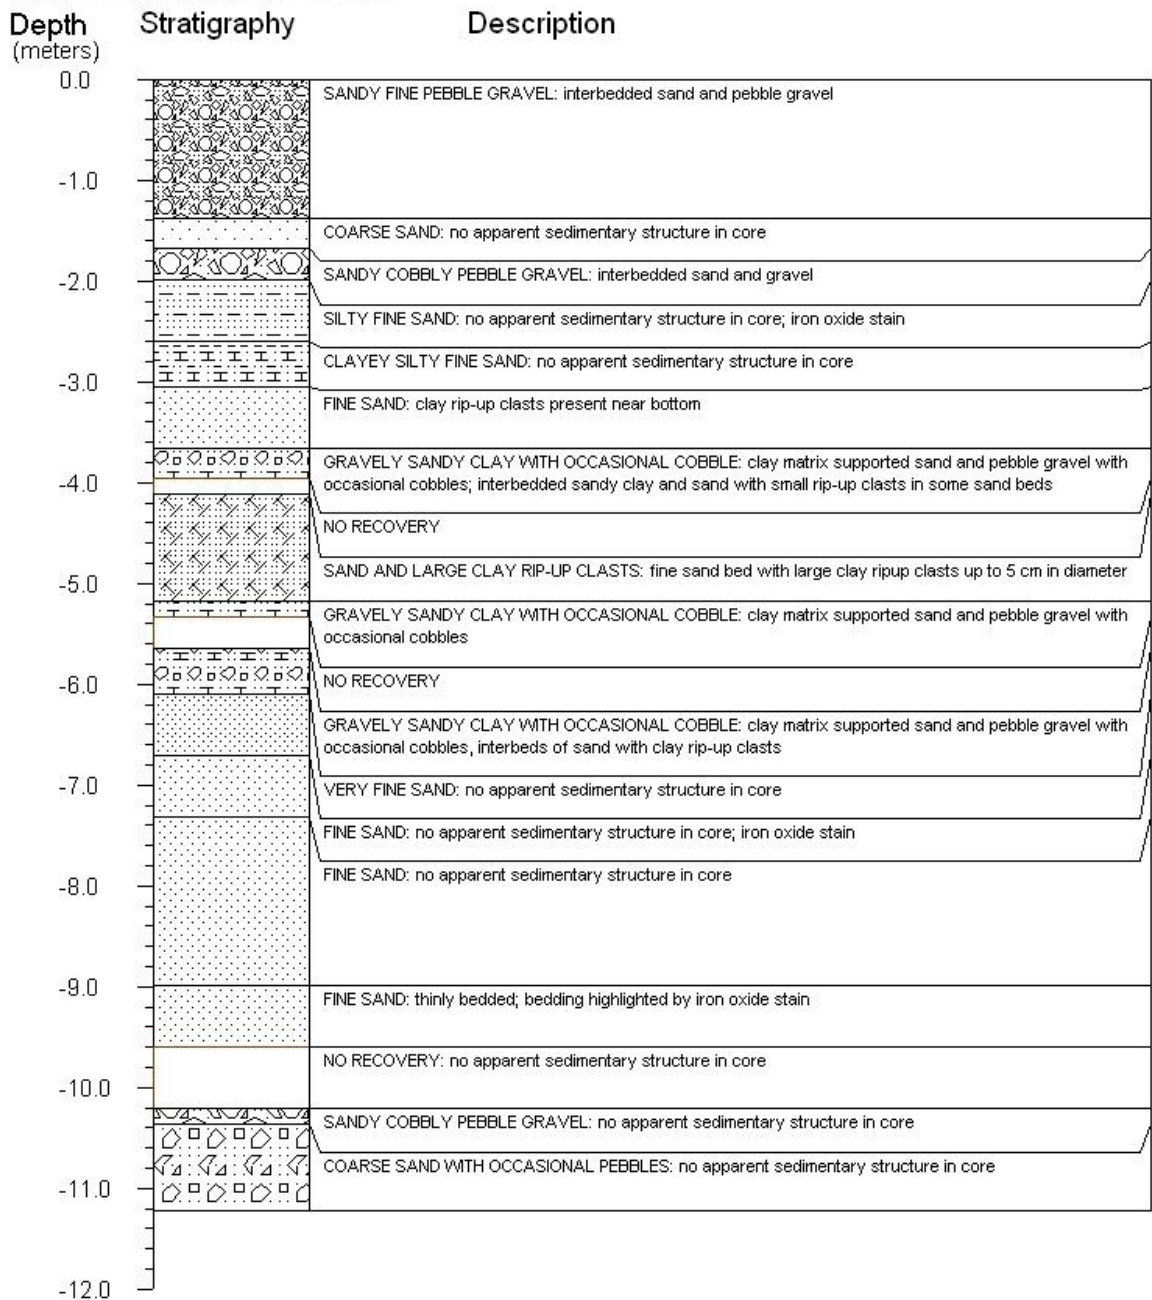 Depth Stratigraphy Description
(meters)
0.0
SANDY FINE PEBBLE GRAVEL: interbedded sand and pebble gravel
-1.0
COARSE SAND: no apparent sedimentary structure in core
SANDY COBBLY PEBBLE GRAVEL: interbedded sand and gravel
-2.0
SILTY FINE SAND: no apparent sedimentary structure in core; iron oxide stain
CLAYEY SILTY FINE SAND: no apparent sedimentary structure in core
-3.0
FINE SAND: clay rip-up clasts present near bottom
GRAVELY SANDY CLAY WITH OCCASIONAL COBBLE: clay matrix supported sand and pebble gravel with
occasional cobbles; interbedded sandy clay and sand with small rip-up clasts in some sand beds
-4.0
NO RECOVERY
SAND AND LARGE CLAY RIP-UP CLASTS: fine sand bed with large clay ripup clasts up to 5 cm in diameter
-5.0
GRAVELY SANDY CLAY WITH OCCASIONAL COBBLE: clay matrix supported sand and pebble gravel with
occasional cobbles
NO RECOVERY
-6.0
GRAVELY SANDY CLAY WITH OCCASIONAL COBBLE: clay matrix supported sand and pebble gravel with
occasional cobbles, interbeds of sand with clay rip-up clasts
VERY FINE SAND: no apparent sedimentary structure in core
-7.0
FINE SAND: no apparent sedimentary structure in core; iron oxide stain
FINE SAND: no apparent sedimentary structure in core
-8.0
-9.0
FINE SAND: thinly bedded; bedding highlighted by iron oxide stain
NO RECOVERY: no apparent sedimentary structure in core
-10.0
SANDY COBBLY PEBBLE GRAVEL: no apparent sedimentary structure in core
COARSE SAND WITH OCCASIONAL PEBBLES: no apparent sedimentary structure in core
-11.0
-12.0